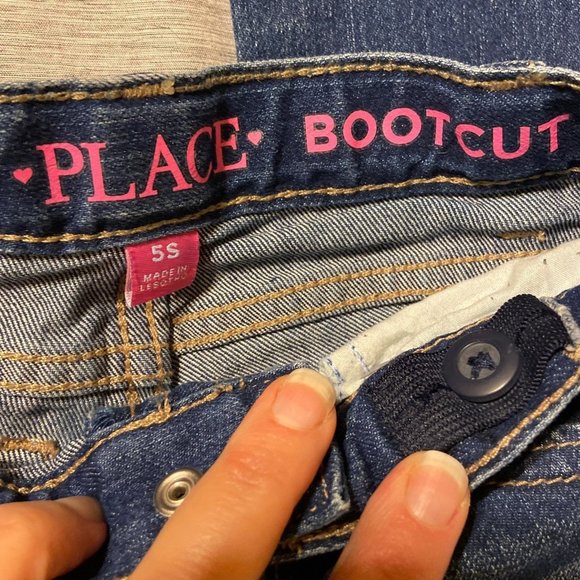 ♥PLACE♥ BOOTCUT
5S
MADE IN
LESOTHO